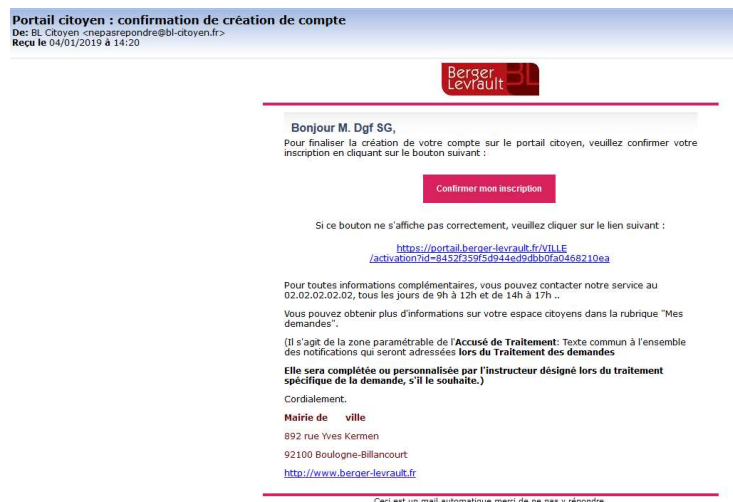 Portail citoyen : confirmation de création de compte
De: BL Citoyen <nepasrepondre@bl-citoyen.fr>
Reçu le 04/01/2019 à 14:20
Berger
Levrault BL
Bonjour M. Dgf SG,
Pour finaliser la création de votre compte sur le portail citoyen, veuillez confirmer votre
inscription en cliquant sur le bouton suivant :
Confirmer mon inscription
Si ce bouton ne s'affiche pas correctement, veuillez cliquer sur le lien suivant :
https://portail.berger-levrault.fr/VILLE
/activation?id=8452f359f5d944ed9dbb0fa0468210ea
Pour toutes informations complémentaires, vous pouvez contacter notre service au
02.02.02.02.02, tous les jours de 9h à 12h et de 14h à 17h ..
Vous pouvez obtenir plus d'informations sur votre espace citoyens dans la rubrique "Mes
demandes".
(Il s'agit de la zone paramétrable de l'Accusé de Traitement: Texte commun à l'ensemble
des notifications qui seront adressées lors du Traitement des demandes
Elle sera complétée ou personnalisée par l'instructeur désigné lors du traitement
spécifique de la demande, s'il le souhaite.)
Cordialement.
Mairie de ville
892 rue Yves Kermen
92100 Boulogne-Billancourt
http://www.berger-levrault.fr
Ceci est un mail automatique merci de ne pas y répondre